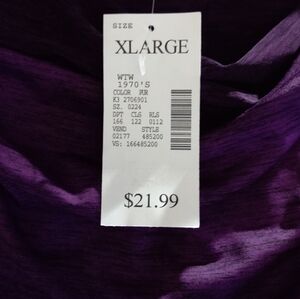 SIZE
XLARGE
WTW
1970'S
COLOR PUR
K3 2706901
SZ. 0224
DPT CLS RLS
166 122 0112
VEND STYLE
02177 485200
VS: 166485200
$21.99